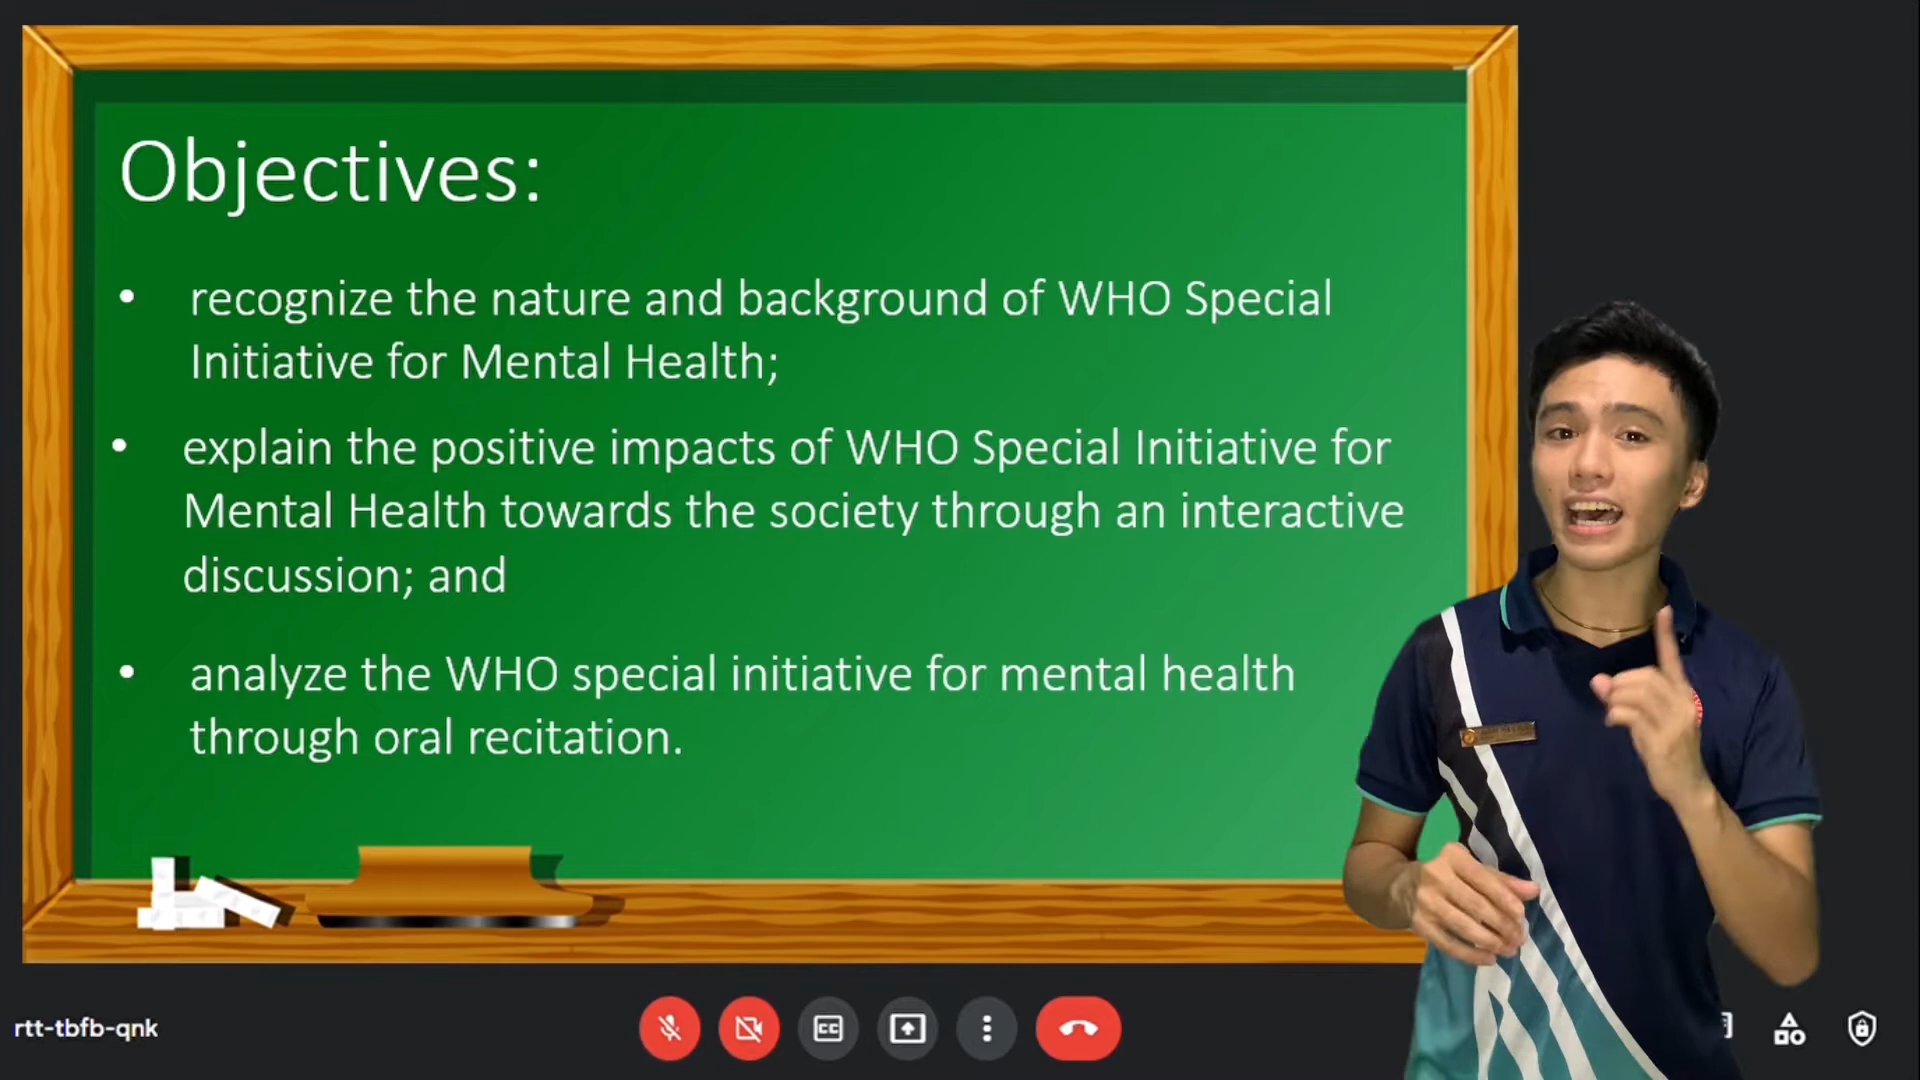 Objectives:
• recognize the nature and background of WHO Special
Initiative for Mental Health;
• explain the positive impacts of WHO Special Initiative for
Mental Health towards the society through an interactive
discussion; and
• analyze the WHO special initiative for mental health
through oral recitation.
rtt-tbfb-qnk
CC